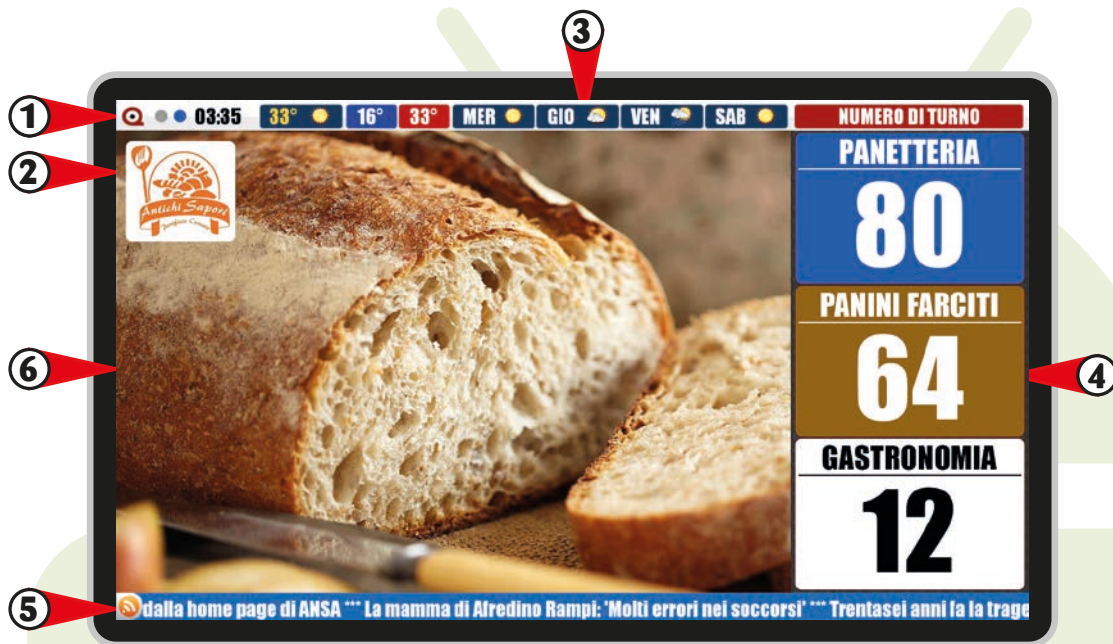 3
1
03:35 33° 16° 33° MER GIO VEN SAB NUMERO DI TURNO
2
Antichi Sapori
PANETTERIA
80
PANINI FARCITI
64
6
4
GASTRONOMIA
12
5
dalla home page di ANSA *** La mamma di Afredino Rampi: 'Molti errori nei soccorsi' *** Trentasei anni fa la trage